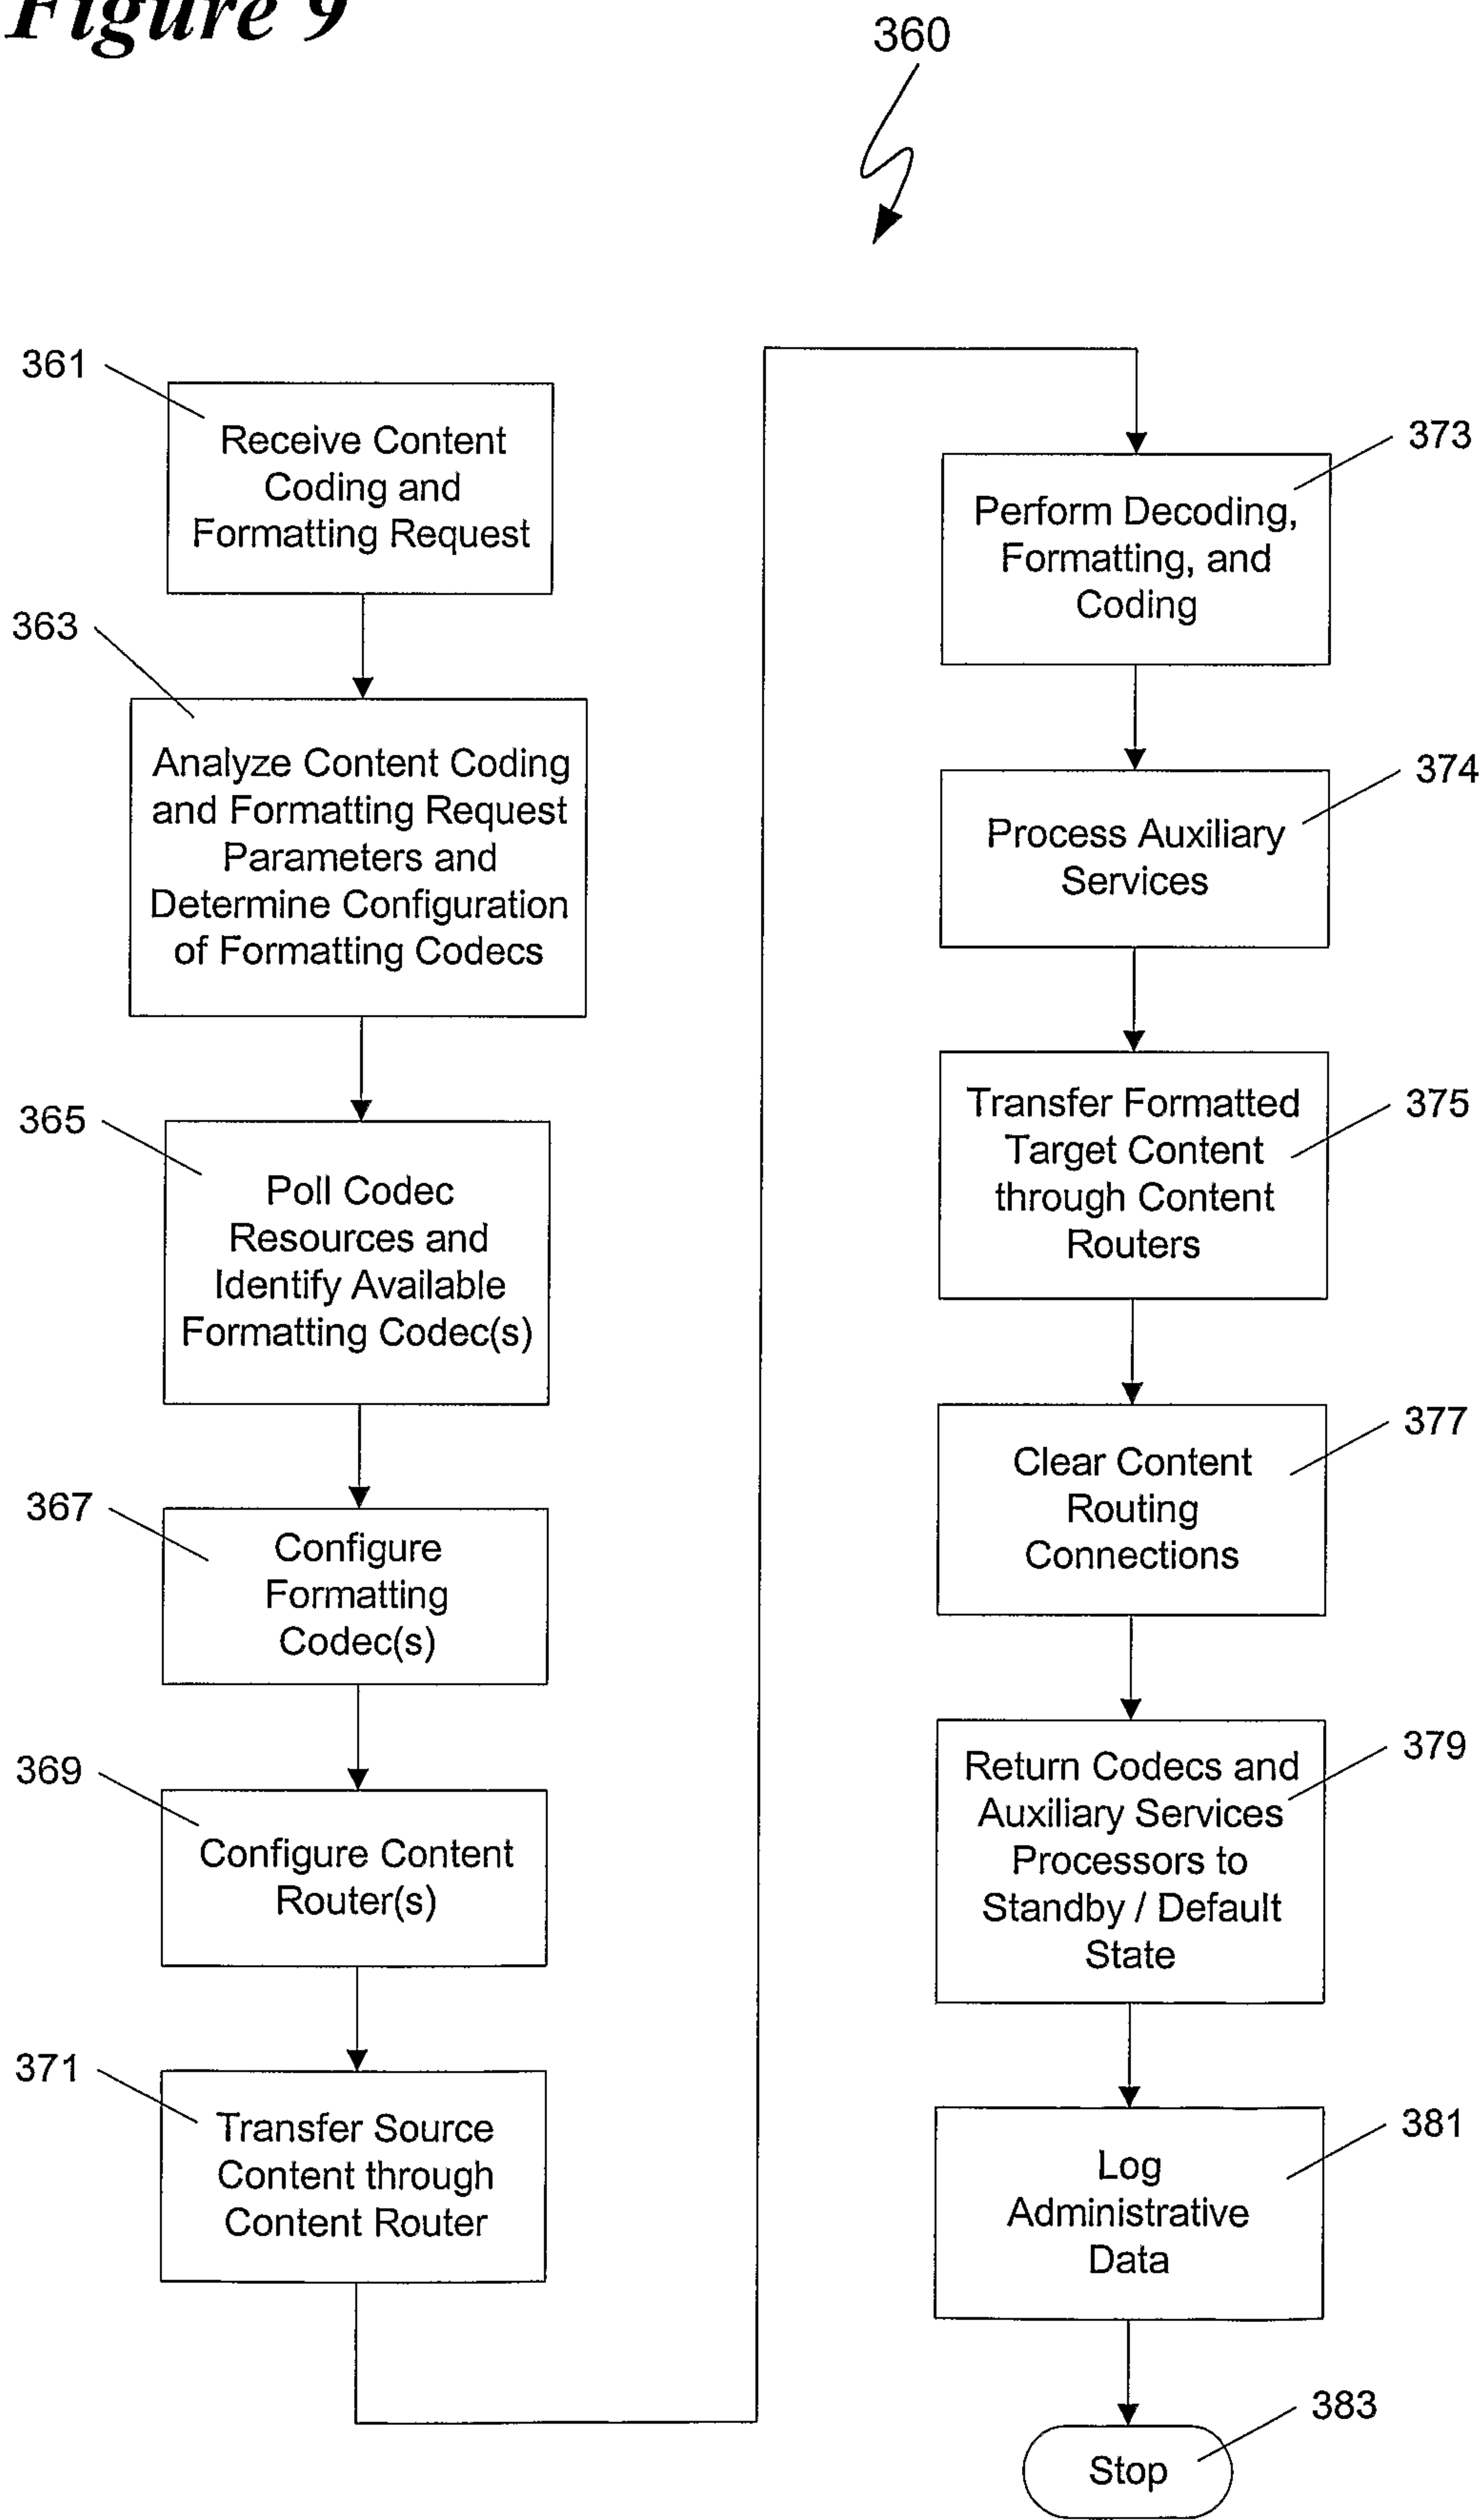 Figure 9
360
361
Receive Content
Coding and
Formatting Request
363
Analyze Content Coding
and Formatting Request
Parameters and
Determine Configuration
of Formatting Codecs
365
Poll Codec
Resources and
Identify Available
Formatting Codec(s)
367
Configure
Formatting
Codec(s)
369
Configure Content
Router(s)
371
Transfer Source
Content through
Content Router
373
Perform Decoding,
Formatting, and
Coding
374
Process Auxiliary
Services
375
Transfer Formatted
Target Content
through Content
Routers
377
Clear Content
Routing
Connections
379
Return Codecs and
Auxiliary Services
Processors to
Standby / Default
State
381
Log
Administrative
Data
383
Stop